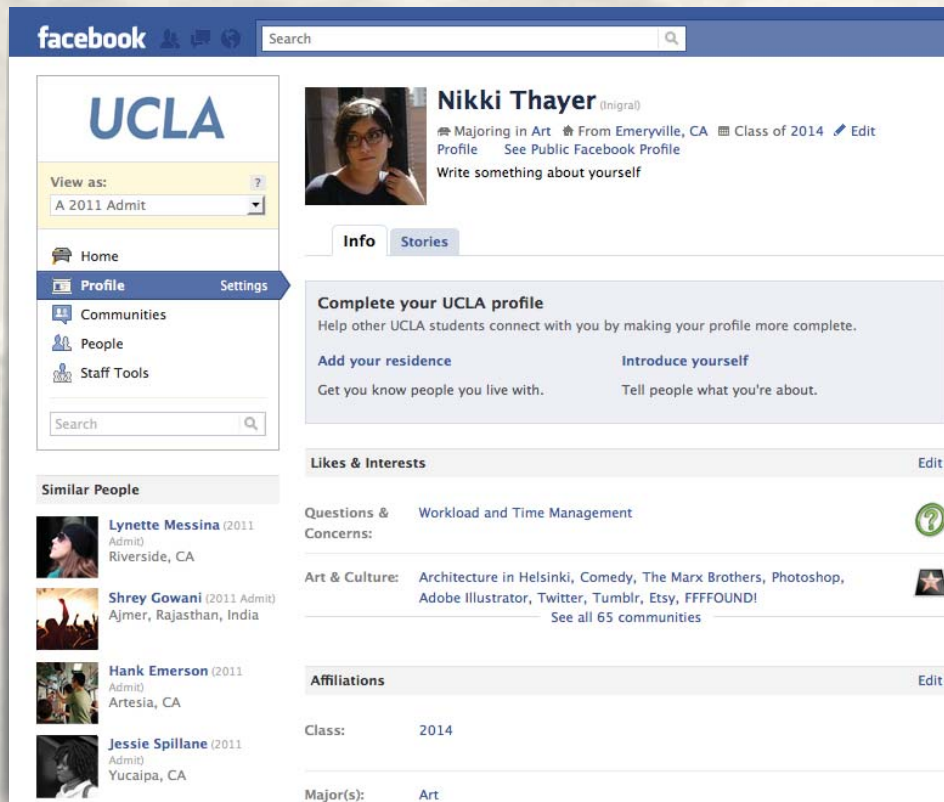 facebook
Search
UCLA
View as: ?
A 2011 Admit
Home
Profile Settings
Communities
People
Staff Tools
Search
Similar People
Lynette Messina (2011
Admit)
Riverside, CA
Shrey Gowani (2011 Admit)
Ajmer, Rajasthan, India
Hank Emerson (2011
Admit)
Artesia, CA
Jessie Spillane (2011
Admit)
Yucaipa, CA
Nikki Thayer (Inigral)
Majoring in Art From Emeryville, CA Class of 2014 Edit
Profile See Public Facebook Profile
Write something about yourself
Info Stories
Complete your UCLA profile
Help other UCLA students connect with you by making your profile more complete.
Add your residence Introduce yourself
Get you know people you live with. Tell people what you're about.
Likes & Interests Edit
Questions & Workload and Time Management
Concerns:
Art & Culture: Architecture in Helsinki, Comedy, The Marx Brothers, Photoshop,
Adobe Illustrator, Twitter, Tumblr, Etsy, FFFFOUND!
See all 65 communities
Affiliations Edit
Class: 2014
Major(s): Art